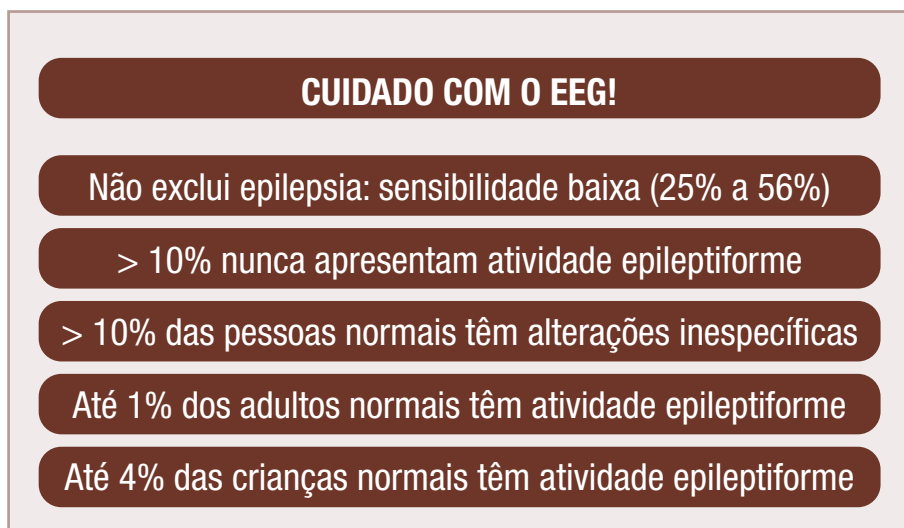 CUIDADO COM O EEG!
Não exclui epilepsia: sensibilidade baixa (25% a 56%)
> 10% nunca apresentam atividade epileptiforme
> 10% das pessoas normais têm alterações inespecíficas
Até 1% dos adultos normais têm atividade epileptiforme
Até 4% das crianças normais têm atividade epileptiforme